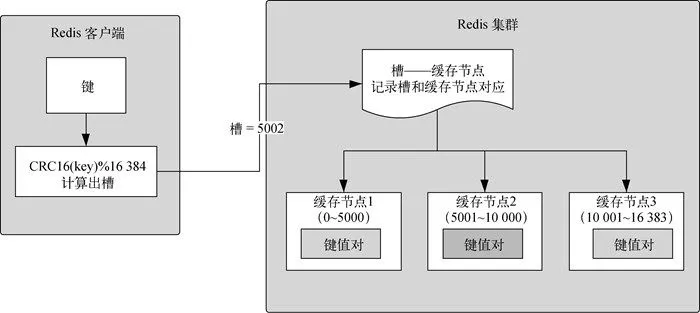 Redis 客户端
键
CRC16(key)%16 384
计算出槽
槽 = 5002
Redis 集群
槽——缓存节点
记录槽和缓存节点对应
缓存节点1
(0~5000)
键值对
缓存节点2
(5001~10 000)
键值对
缓存节点3
(10 001~16 383)
键值对